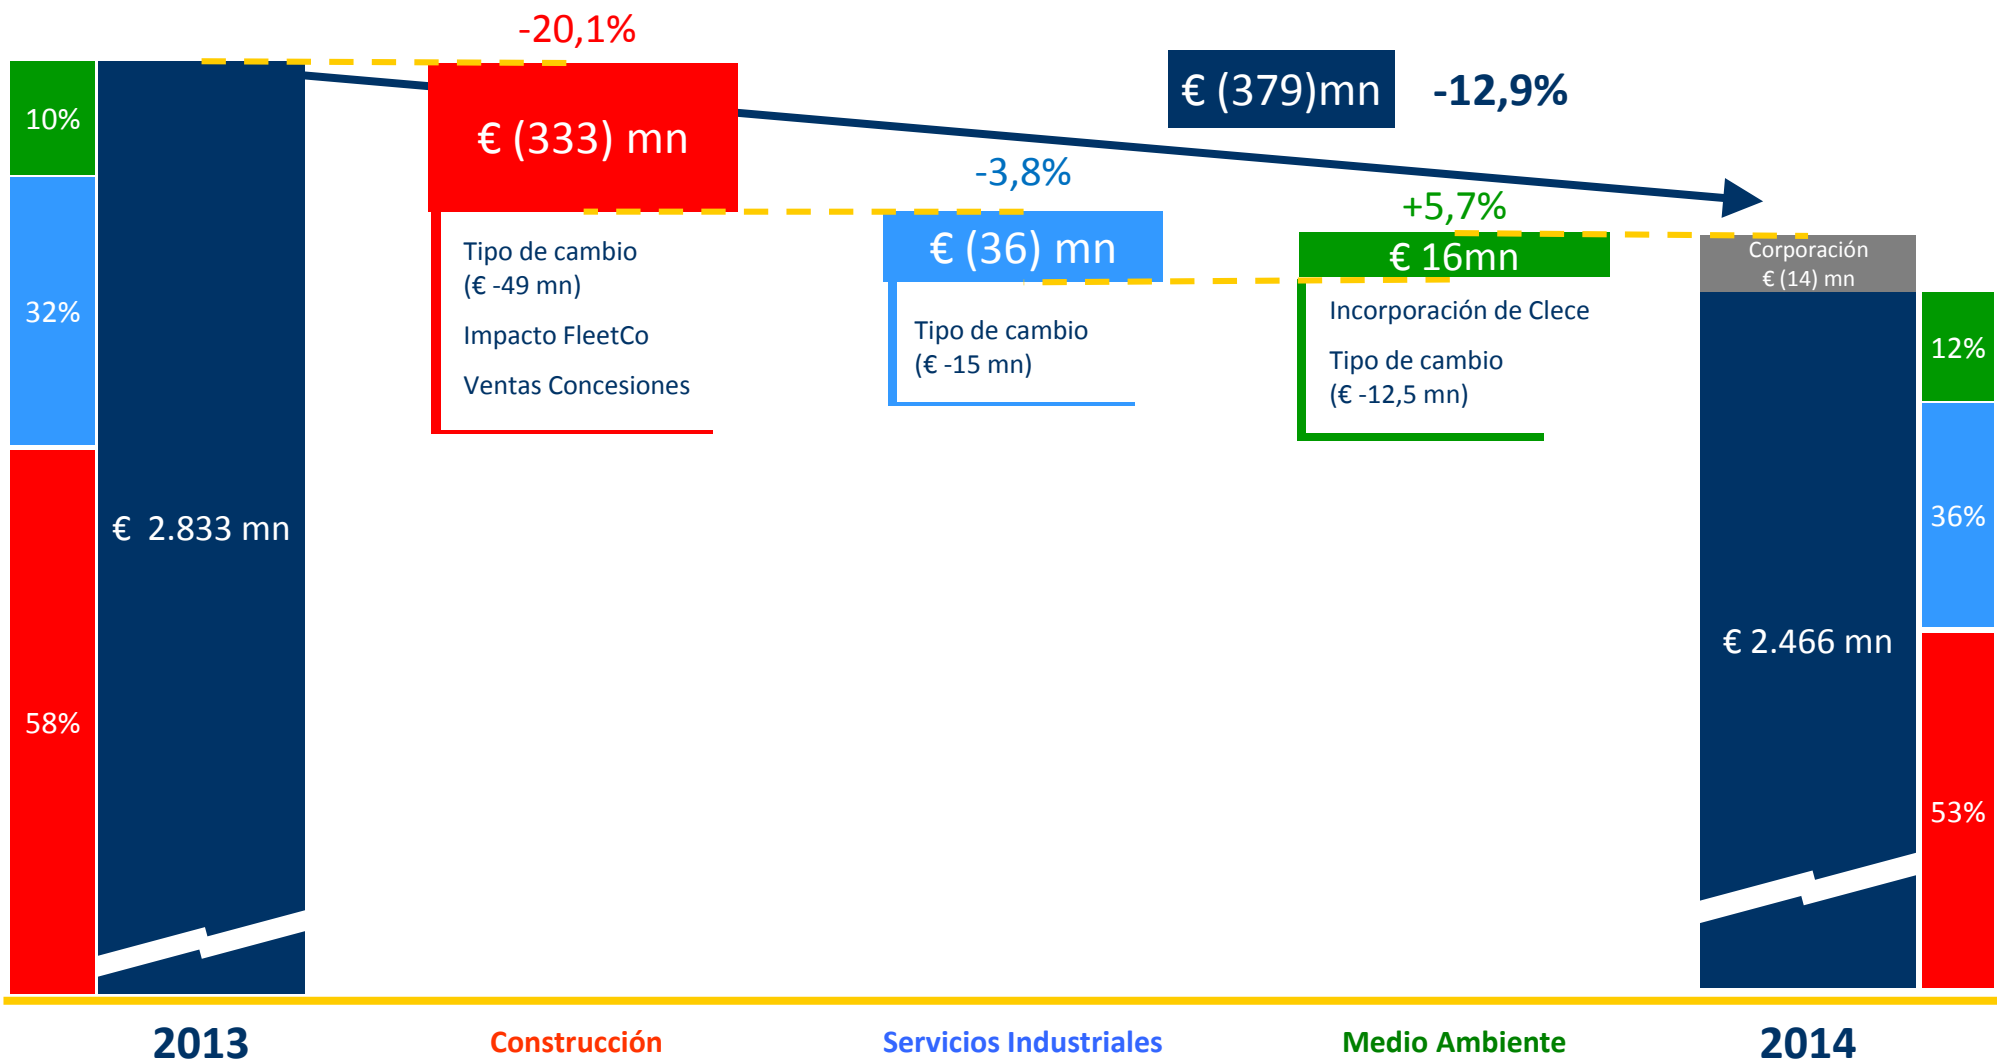 -20,1%
€ (379)mn
-12,9%
10%
€ (333) mn
-3,8%
+5,7%
€ (36) mn
€ 16mn
Corporación
€ (14) mn
Tipo de cambio
(€ -49 mn)
Impacto FleetCo
Ventas Concesiones
Tipo de cambio
(€ -15 mn)
Incorporación de Clece
Tipo de cambio
(€ -12,5 mn)
32%
12%
€  2.833 mn
36%
€ 2.466 mn
58%
53%
2013
Construcción
Servicios Industriales
Medio Ambiente
2014